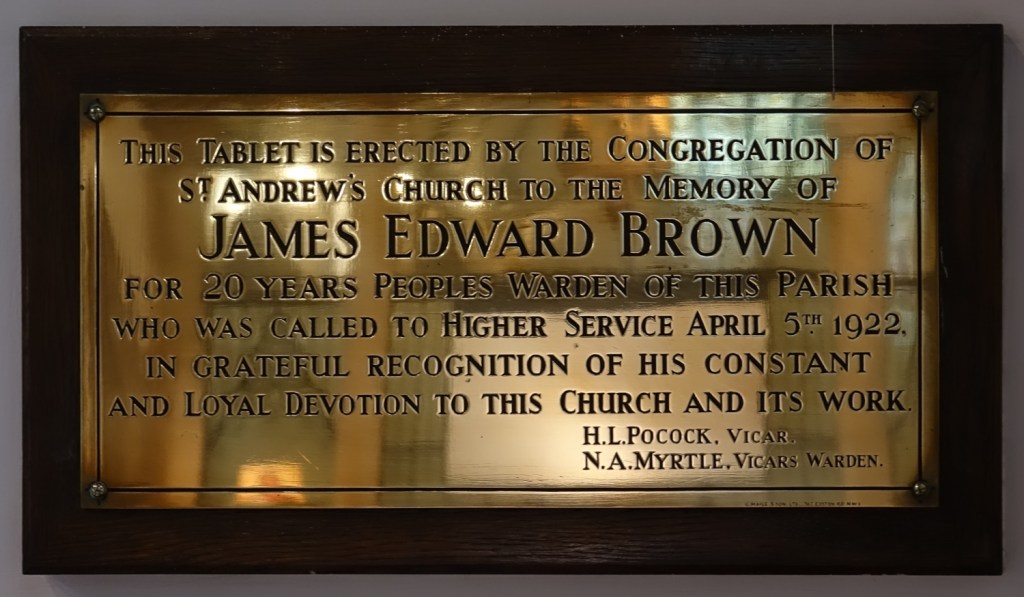 THIS TABLET IS ERECTED BY THE CONGREGATION OF
ST. ANDREW'S CHURCH TO THE MEMORY OF
JAMES EDWARD BROWN
FOR 20 YEARS PEOPLES WARDEN OF THIS PARISH
WHO WAS CALLED TO HIGHER SERVICE APRIL 5TH. 1922.
IN GRATEFUL RECOGNITION OF HIS CONSTANT
AND LOYAL DEVOTION TO THIS CHURCH AND ITS WORK.
H.L.POCOCK, VICAR.
N.A.MYRTLE, VICARS WARDEN.